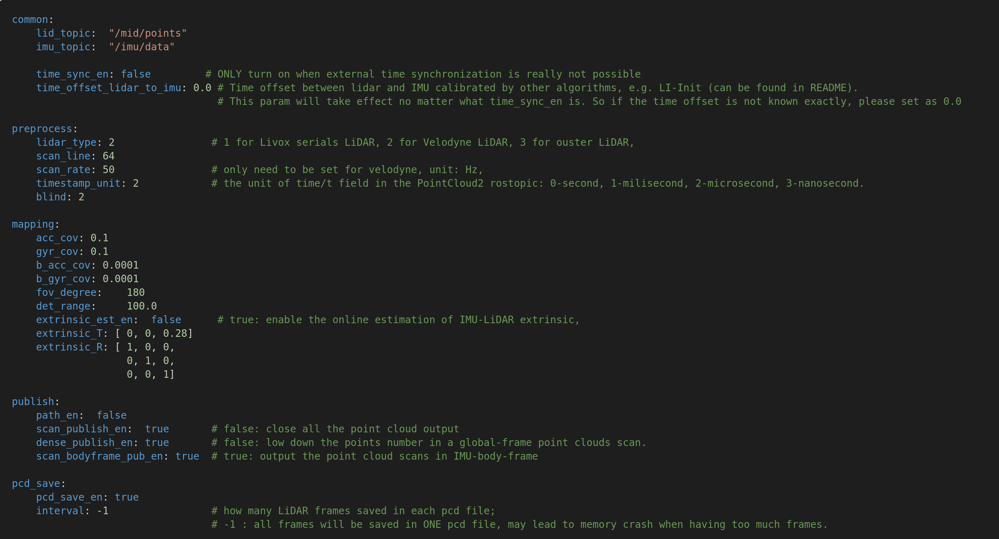 common:
    lid_topic:  "/mid/points"
    imu_topic:  "/imu/data"

    time_sync_en: false         # ONLY turn on when external time synchronization is really not possible
    time_offset_lidar_to_imu: 0.0 # Time offset between lidar and IMU calibrated by other algorithms, e.g. LI-Init (can be found in README).
                                  # This param will take effect no matter what time_sync_en is. So if the time offset is not known exactly, please set as 0.0

preprocess:
    lidar_type: 2                # 1 for Livox serials LiDAR, 2 for Velodyne LiDAR, 3 for ouster LiDAR,
    scan_line: 64
    scan_rate: 50                # only need to be set for velodyne, unit: Hz,
    timestamp_unit: 2            # the unit of time/t field in the PointCloud2 rostopic: 0-second, 1-milisecond, 2-microsecond, 3-nanosecond.
    blind: 2

mapping:
    acc_cov: 0.1
    gyr_cov: 0.1
    b_acc_cov: 0.0001
    b_gyr_cov: 0.0001
    fov_degree:    180
    det_range:     100.0
    extrinsic_est_en:  false      # true: enable the online estimation of IMU-LiDAR extrinsic,
    extrinsic_T: [ 0, 0, 0.28]
    extrinsic_R: [ 1, 0, 0,
                   0, 1, 0,
                   0, 0, 1]

publish:
    path_en:  false
    scan_publish_en:  true       # false: close all the point cloud output
    dense_publish_en: true       # false: low down the points number in a global-frame point clouds scan.
    scan_bodyframe_pub_en: true  # true: output the point cloud scans in IMU-body-frame

pcd_save:
    pcd_save_en: true
    interval: -1                 # how many LiDAR frames saved in each pcd file;
                                 # -1 : all frames will be saved in ONE pcd file, may lead to memory crash when having too much frames.